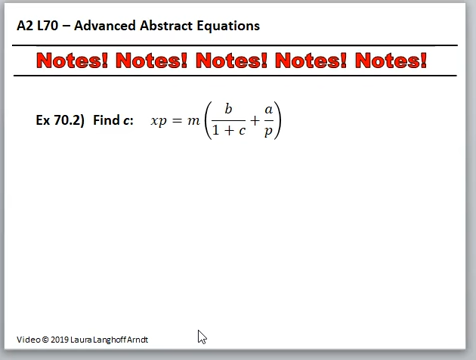 A2 L70 – Advanced Abstract Equations
Notes! Notes! Notes! Notes! Notes!
Ex 70.2) Find c: xp = m(b/(1 + c) + a/p)
Video © 2019 Laura Langhoff Arndt